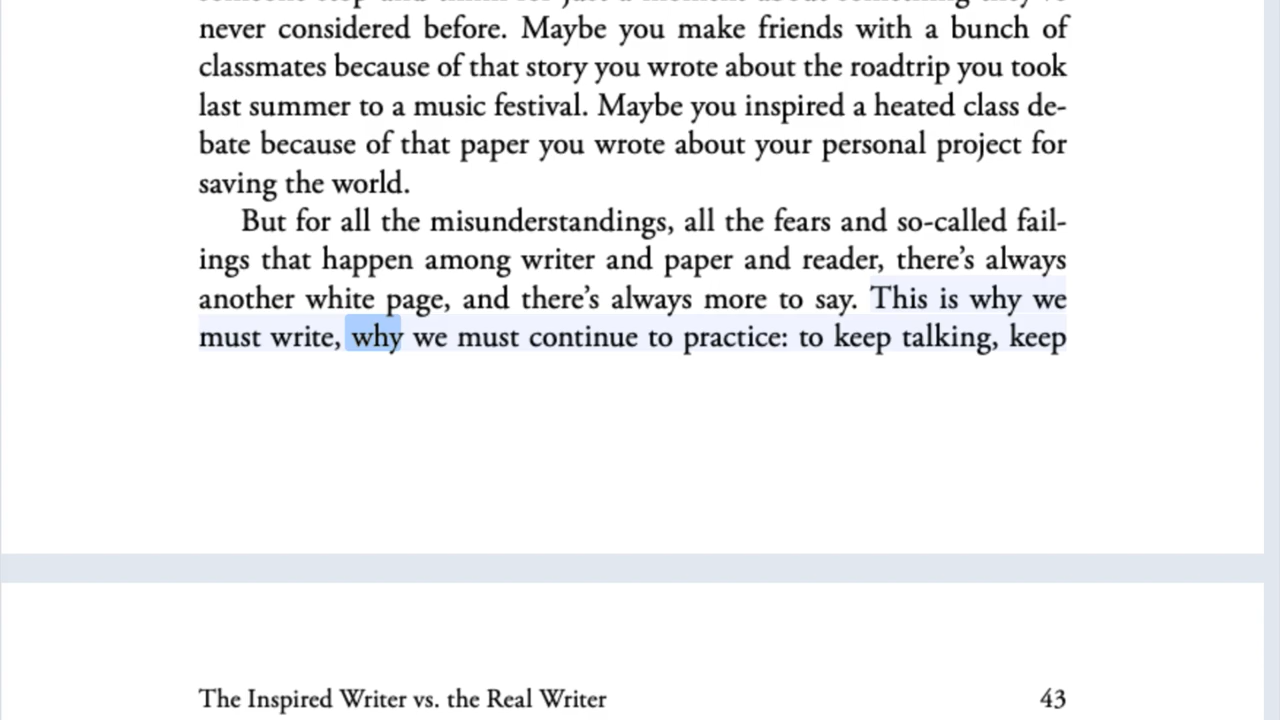 never considered before. Maybe you make friends with a bunch of
classmates because of that story you wrote about the roadtrip you took
last summer to a music festival. Maybe you inspired a heated class de-
bate because of that paper you wrote about your personal project for
saving the world.
But for all the misunderstandings, all the fears and so-called fail-
ings that happen among writer and paper and reader, there’s always
another white page, and there’s always more to say. This is why we
must write, why we must continue to practice: to keep talking, keep
The Inspired Writer vs. the Real Writer 43